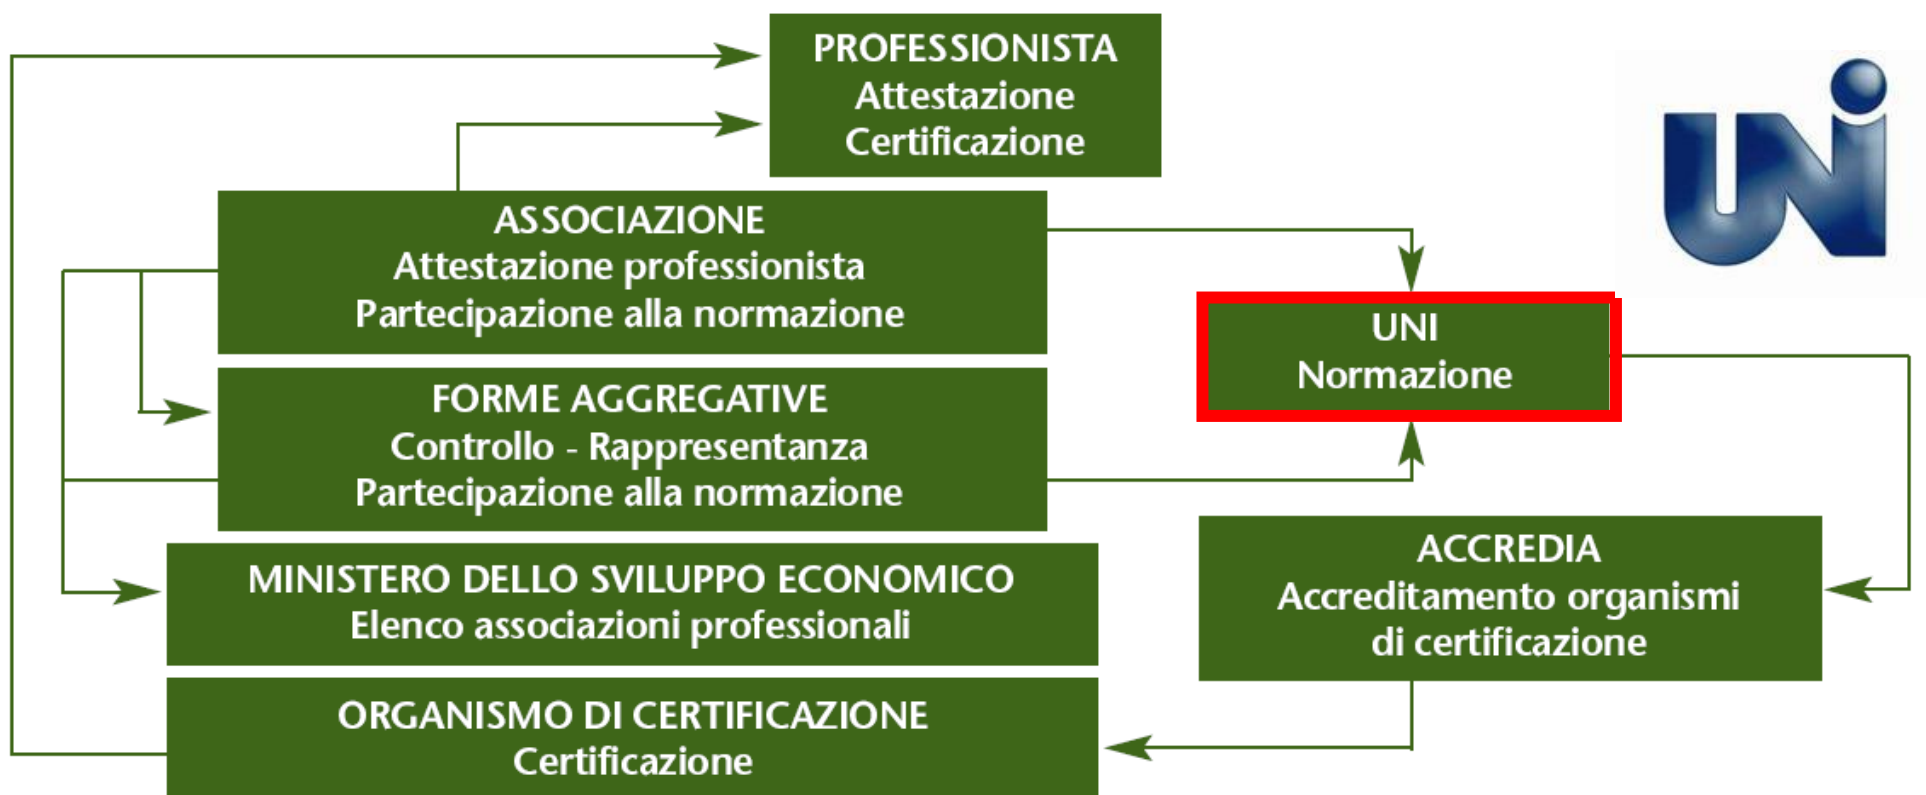 PROFESSIONISTA
Attestazione
Certificazione
UNI
ASSOCIAZIONE
Attestazione professionista
Partecipazione alla normazione
UNI
Normazione
FORME AGGREGATIVE
Controllo - Rappresentanza
Partecipazione alla normazione
MINISTERO DELLO SVILUPPO ECONOMICO
Elenco associazioni professionali
ACCREDIA
Accreditamento organismi
di certificazione
ORGANISMO DI CERTIFICAZIONE
Certificazione